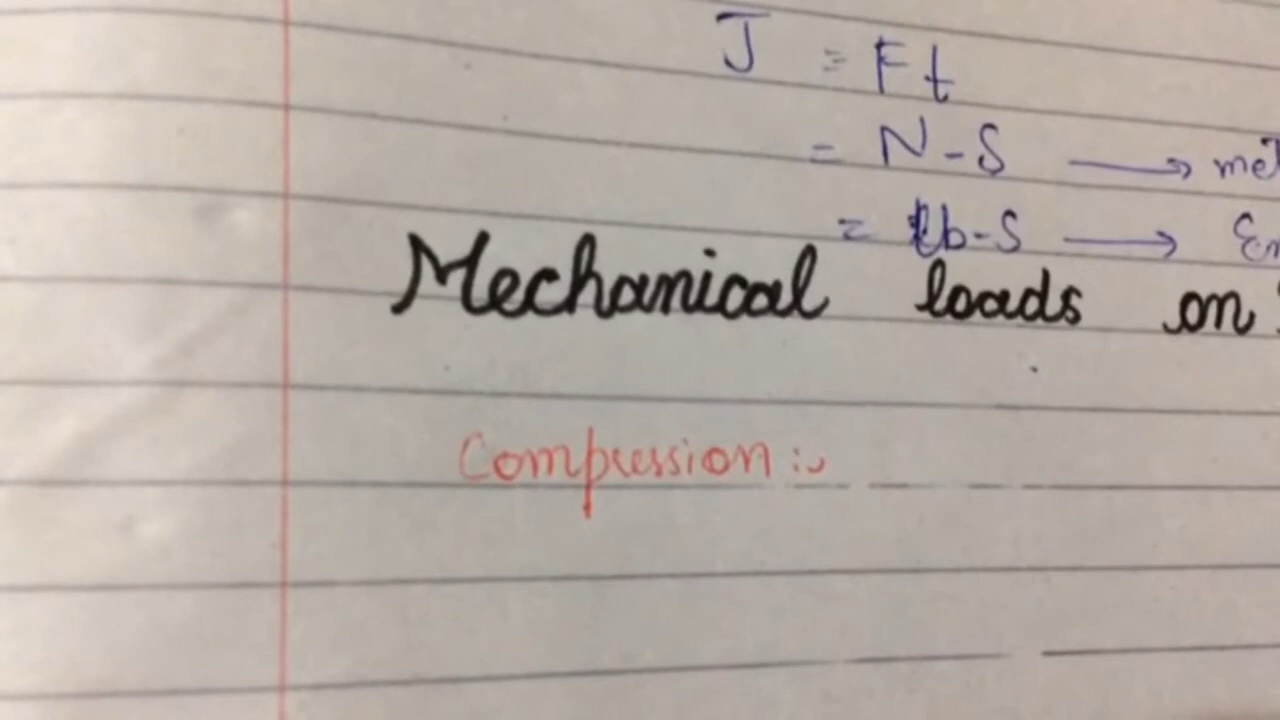 J = Ft
= N-S →
= lb-S →
Mechanical loads on
Compression :-